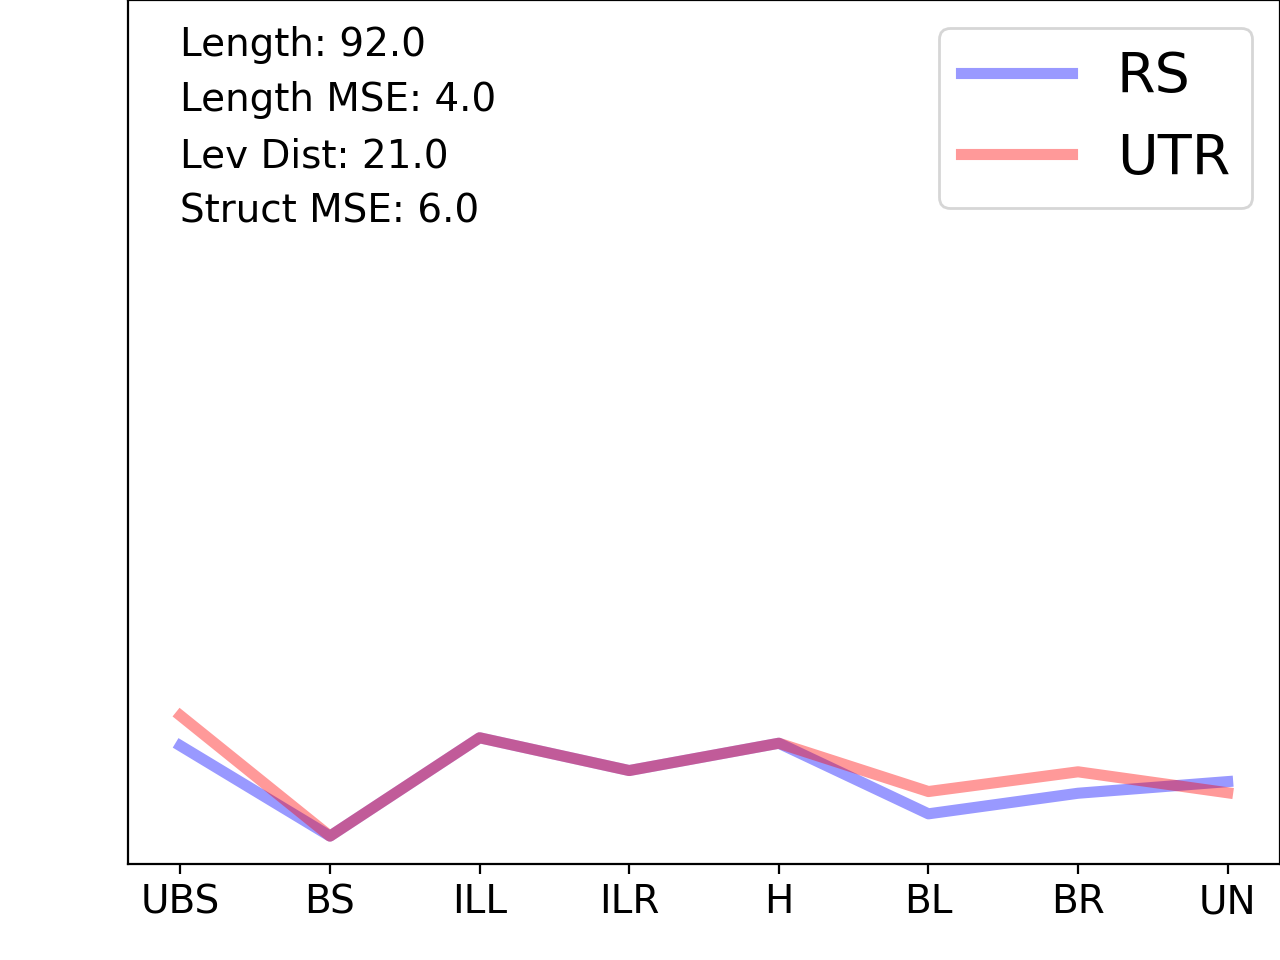 Length: 92.0
Length MSE: 4.0
Lev Dist: 21.0
Struct MSE: 6.0
RS
UTR
UBS BS ILL ILR H BL BR UN